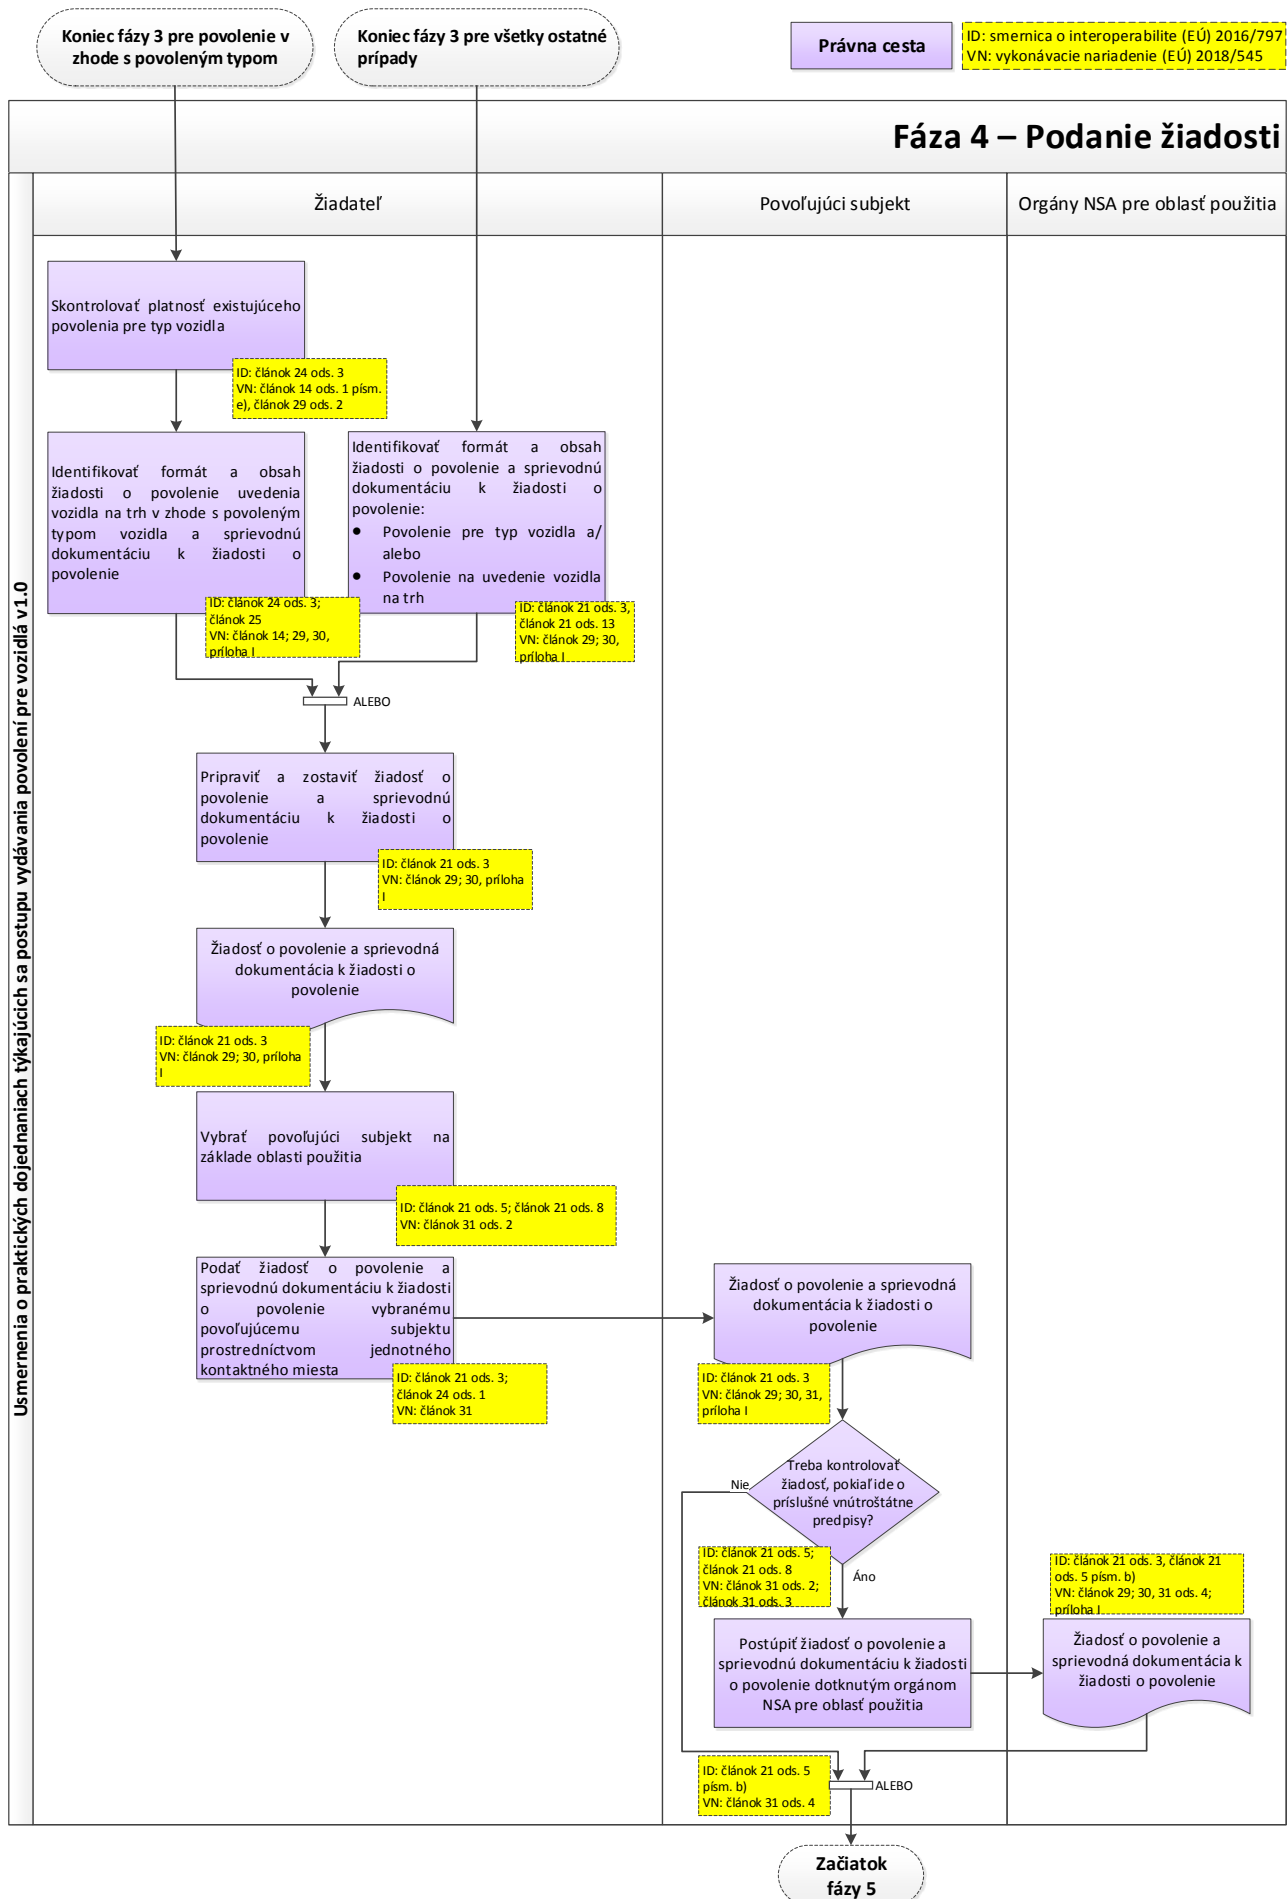 Koniec fázy 3 pre povolenie v
zhode s povoleným typom
Koniec fázy 3 pre všetky ostatné
prípady
Právna cesta
ID: smernica o interoperabilite (EÚ) 2016/797
VN: vykonávacie nariadenie (EÚ) 2018/545
Fáza 4 – Podanie žiadosti
Usmernenia o praktických dojednaniach týkajúcich sa postupu vydávania povolení pre vozidlá v1.0
Žiadateľ
Povoľujúci subjekt
Orgány NSA pre oblasť použitia
Skontrolovať platnosť existujúceho
povolenia pre typ vozidla
ID: článok 24 ods. 3
VN: článok 14 ods. 1 písm.
e), článok 29 ods. 2
Identifikovať formát a obsah
žiadosti o povolenie uvedenia
vozidla na trh v zhode s povoleným
typom vozidla a sprievodnú
dokumentáciu k žiadosti o
povolenie
ID: článok 24 ods. 3;
článok 25
VN: článok 14; 29, 30,
príloha I
Identifikovať formát a obsah
žiadosti o povolenie a sprievodnú
dokumentáciu k žiadosti o
povolenie:
● Povolenie pre typ vozidla a/
alebo
● Povolenie na uvedenie vozidla
na trh
ID: článok 21 ods. 3,
článok 21 ods. 13
VN: článok 29; 30,
príloha I
ALEBO
Pripraviť a zostaviť žiadosť o
povolenie a sprievodnú
dokumentáciu k žiadosti o
povolenie
ID: článok 21 ods. 3
VN: článok 29; 30, príloha
I
Žiadosť o povolenie a sprievodná
dokumentácia k žiadosti o
povolenie
ID: článok 21 ods. 3
VN: článok 29; 30, príloha
I
Vybrať povoľujúci subjekt na
základe oblasti použitia
ID: článok 21 ods. 5; článok 21 ods. 8
VN: článok 31 ods. 2
Podať žiadosť o povolenie a
sprievodnú dokumentáciu k žiadosti
o povolenie vybranému
povoľujúcemu subjektu
prostredníctvom jednotného
kontaktného miesta
ID: článok 21 ods. 3;
článok 24 ods. 1
VN: článok 31
Žiadosť o povolenie a sprievodná
dokumentácia k žiadosti o
povolenie
ID: článok 21 ods. 3
VN: článok 29; 30, 31,
príloha I
Treba kontrolovať
žiadosť, pokiaľ ide o
príslušné vnútroštátne
predpisy?
Nie
Áno
ID: článok 21 ods. 5;
článok 21 ods. 8
VN: článok 31 ods. 2;
článok 31 ods. 3
Postúpiť žiadosť o povolenie a
sprievodnú dokumentáciu k žiadosti
o povolenie dotknutým orgánom
NSA pre oblasť použitia
ID: článok 21 ods. 3, článok 21
ods. 5 písm. b)
VN: článok 29; 30, 31 ods. 4;
príloha I
Žiadosť o povolenie a
sprievodná dokumentácia k
žiadosti o povolenie
ID: článok 21 ods. 5
písm. b)
VN: článok 31 ods. 4
ALEBO
Začiatok
fázy 5